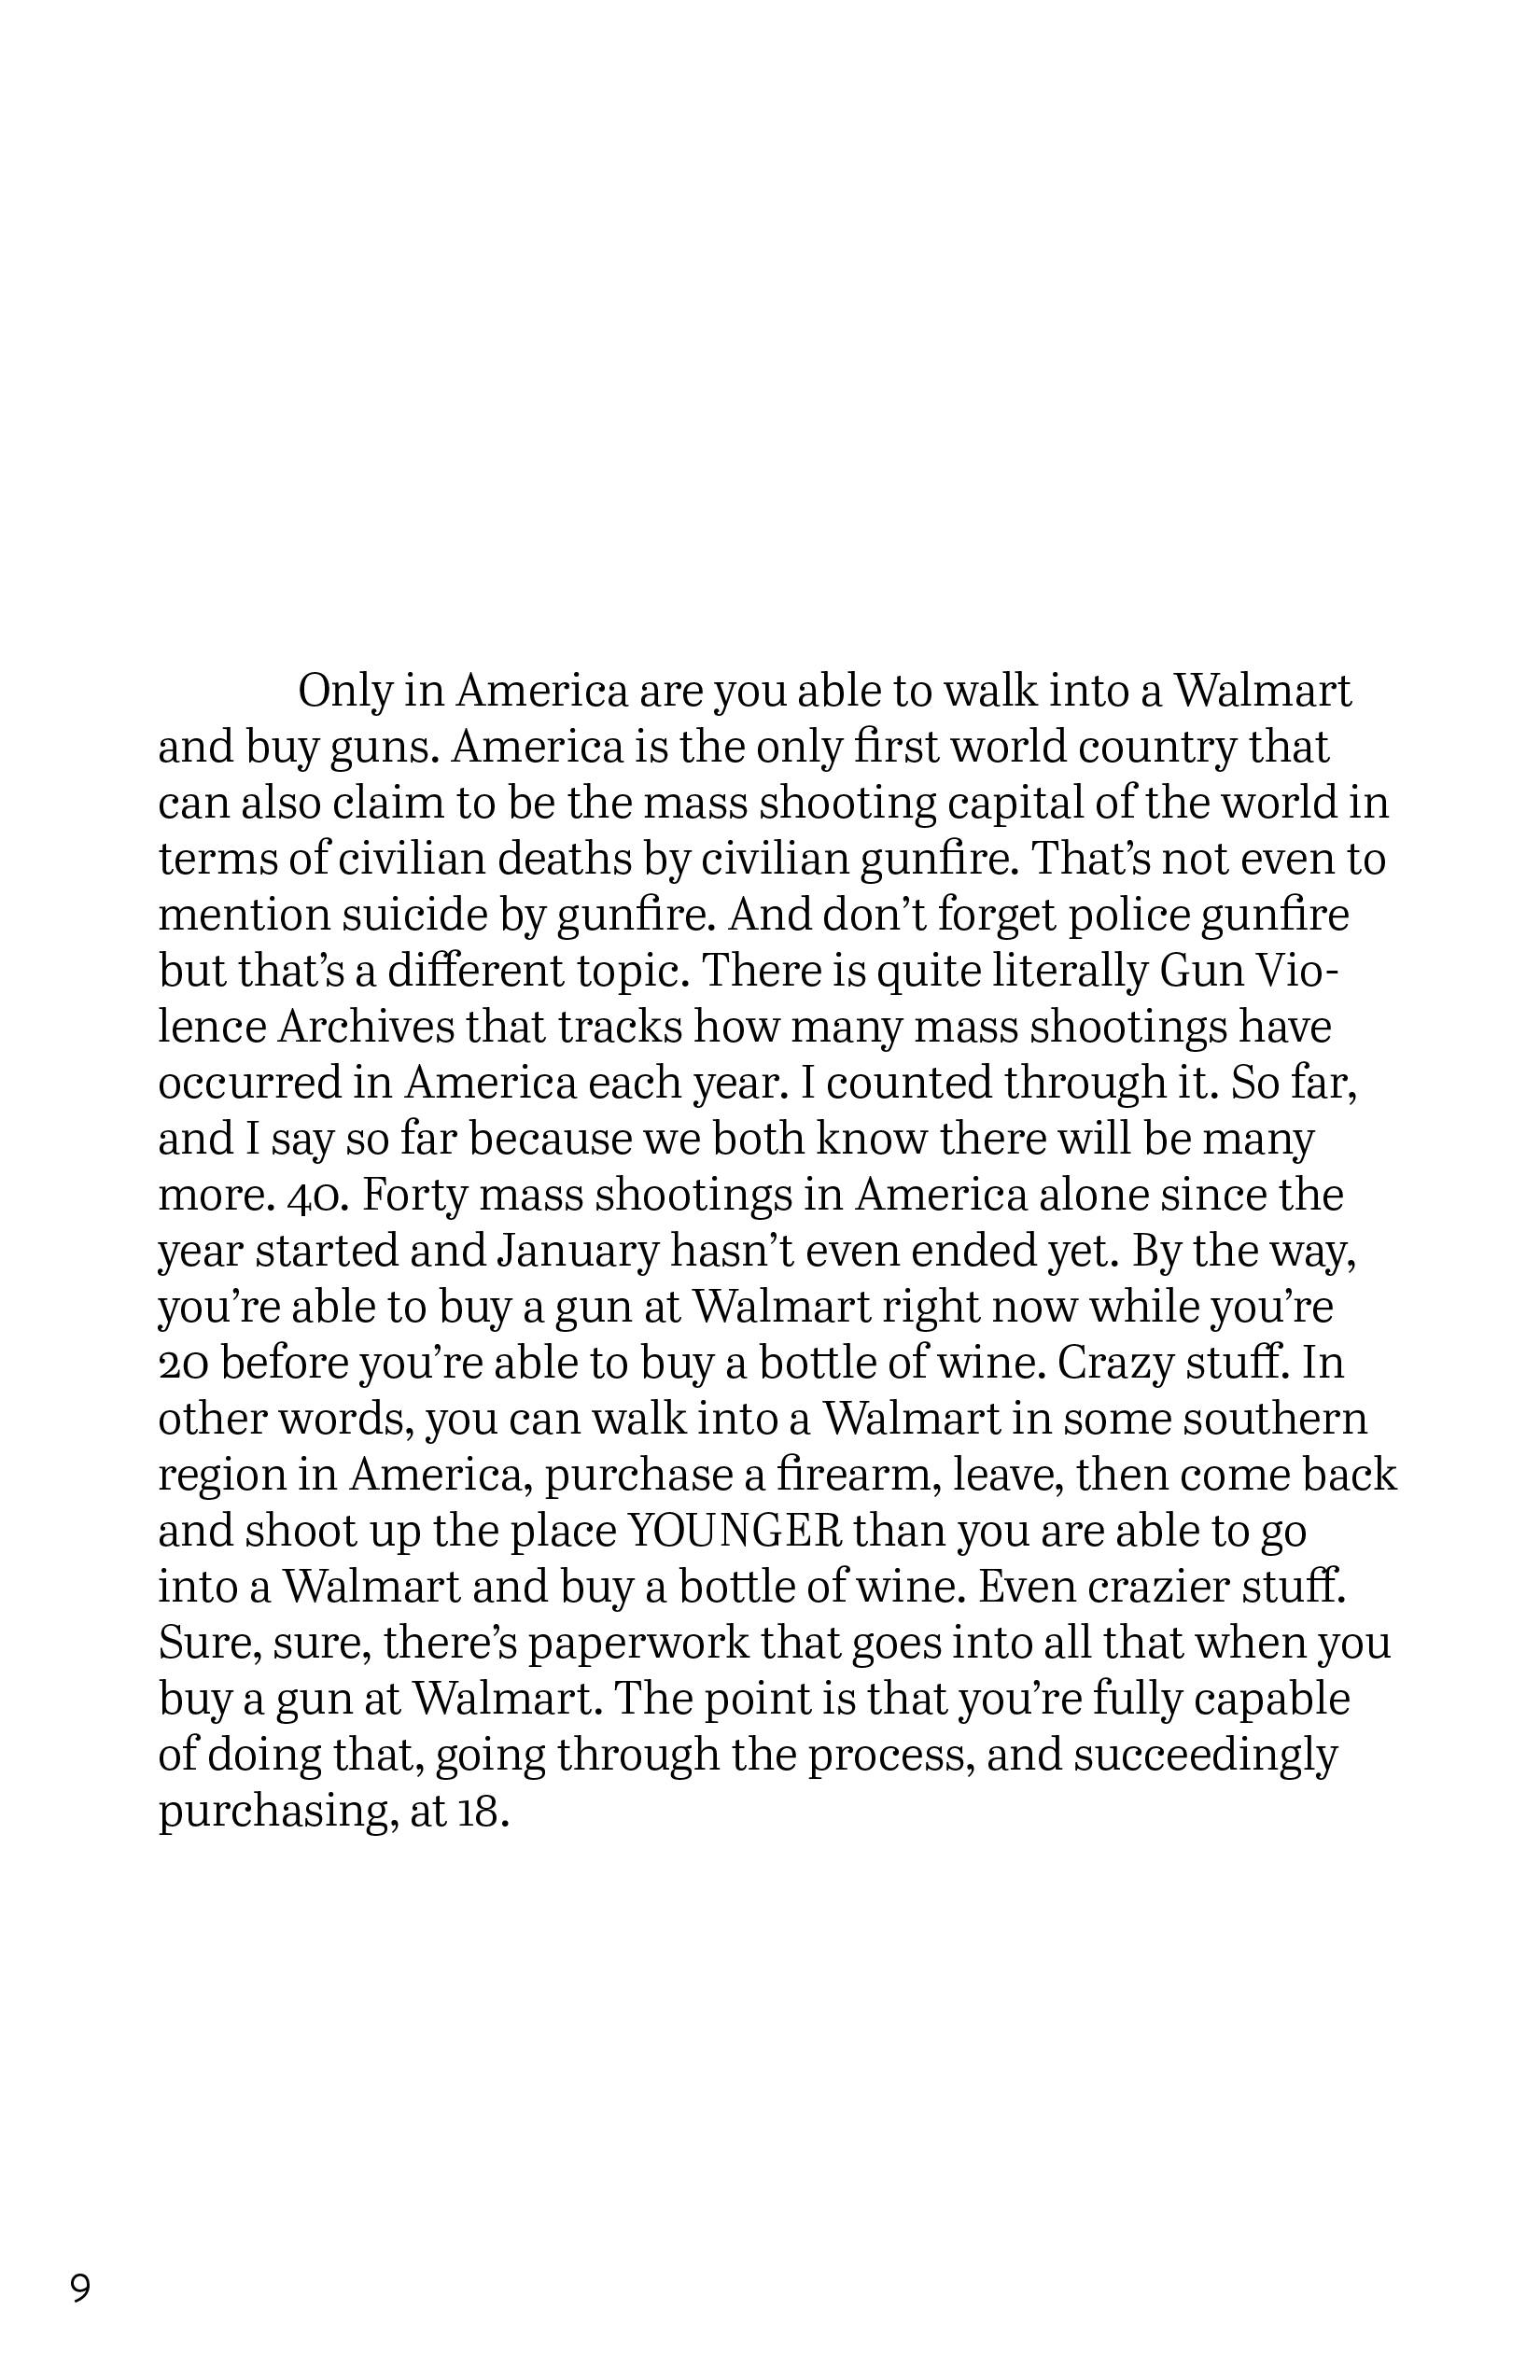 Only in America are you able to walk into a Walmart
and buy guns. America is the only first world country that
can also claim to be the mass shooting capital of the world in
terms of civilian deaths by civilian gunfire. That’s not even to
mention suicide by gunfire. And don’t forget police gunfire
but that’s a different topic. There is quite literally Gun Vio-
lence Archives that tracks how many mass shootings have
occurred in America each year. I counted through it. So far,
and I say so far because we both know there will be many
more. 40. Forty mass shootings in America alone since the
year started and January hasn’t even ended yet. By the way,
you’re able to buy a gun at Walmart right now while you’re
20 before you’re able to buy a bottle of wine. Crazy stuff. In
other words, you can walk into a Walmart in some southern
region in America, purchase a firearm, leave, then come back
and shoot up the place YOUNGER than you are able to go
into a Walmart and buy a bottle of wine. Even crazier stuff.
Sure, sure, there’s paperwork that goes into all that when you
buy a gun at Walmart. The point is that you’re fully capable
of doing that, going through the process, and succeedingly
purchasing, at 18.
9